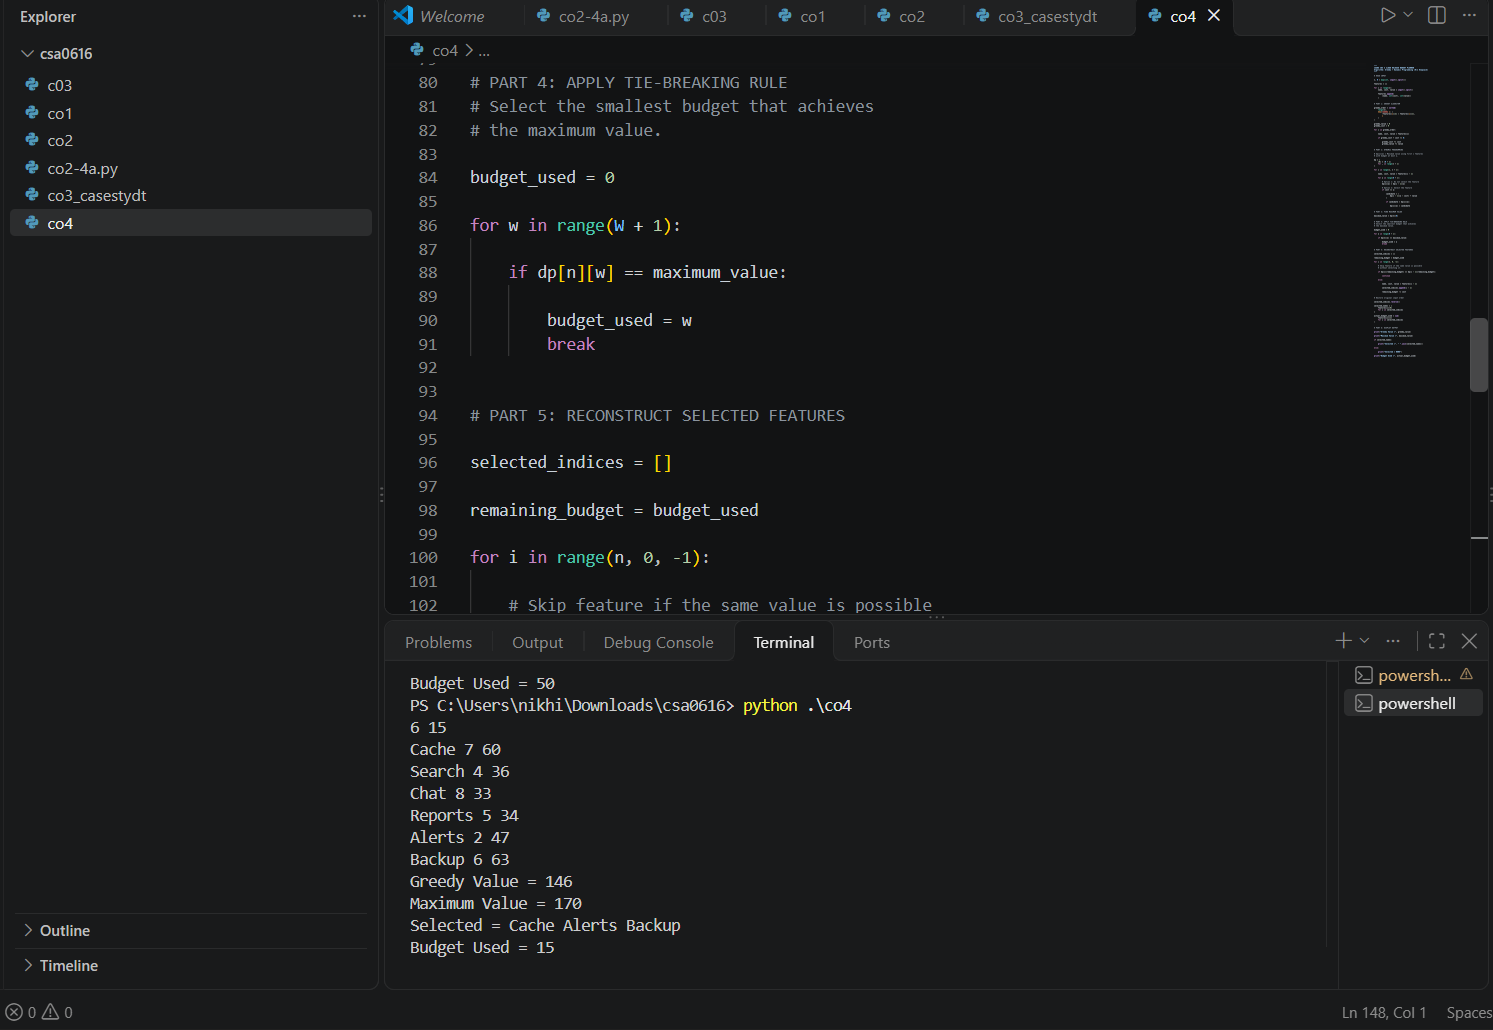 Explorer
csa0616
c03
co1
co2
co2-4a.py
co3_casestydt
co4
Outline
Timeline
Welcome
co2-4a.py
c03
co1
co2
co3_casestydt
co4
co4 > ...
80 # PART 4: APPLY TIE-BREAKING RULE
81 # Select the smallest budget that achieves
82 # the maximum value.
83
84 budget_used = 0
85
86 for w in range(W + 1):
87
88     if dp[n][w] == maximum_value:
89
90         budget_used = w
91         break
92
93
94 # PART 5: RECONSTRUCT SELECTED FEATURES
95
96 selected_indices = []
97
98 remaining_budget = budget_used
99
100 for i in range(n, 0, -1):
101
102     # Skip feature if the same value is possible
Problems Output Debug Console Terminal Ports
Budget Used = 50
PS C:\Users\nikhi\Downloads\csa0616> python .\co4
6 15
Cache 7 60
Search 4 36
Chat 8 33
Reports 5 34
Alerts 2 47
Backup 6 63
Greedy Value = 146
Maximum Value = 170
Selected = Cache Alerts Backup
Budget Used = 15
powersh...
powershell
0 0
Ln 148, Col 1 Spaces